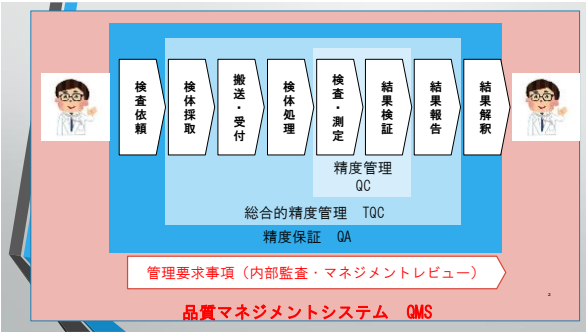 検査依頼
検体採取
搬送・受付
検体処理
検査・測定
結果検証
結果報告
結果解釈
精度管理
QC
総合的精度管理　TQC
精度保証　QA
管理要求事項（内部監査・マネジメントレビュー）
品質マネジメントシステム　QMS